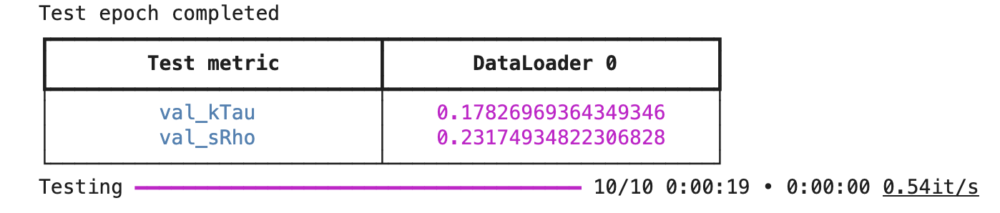 Test epoch completed
Test metric DataLoader 0
val_kTau 0.17826969364349346
val_sRho 0.23174934822306828
Testing 10/10 0:00:19 • 0:00:00 0.54it/s